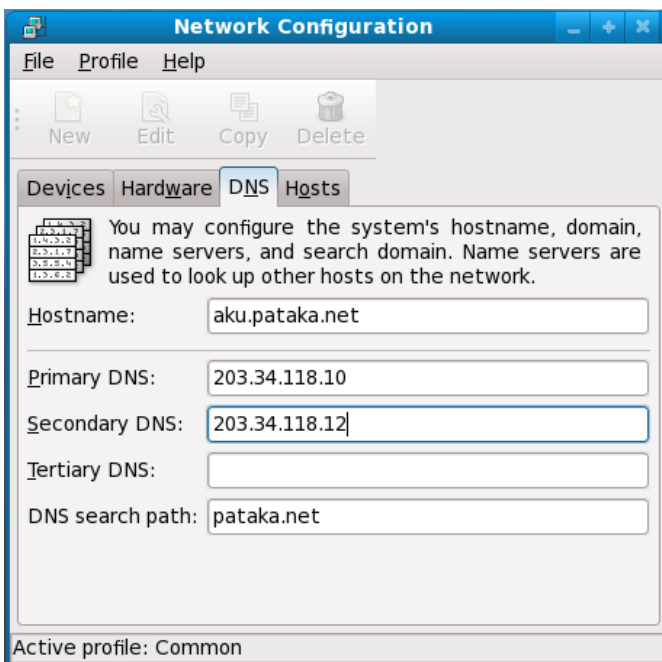 Network Configuration
File Profile Help
New Edit Copy Delete
Devices Hardware DNS Hosts
You may configure the system's hostname, domain,
name servers, and search domain. Name servers are
used to look up other hosts on the network.
Hostname: aku.pataka.net
Primary DNS: 203.34.118.10
Secondary DNS: 203.34.118.12
Tertiary DNS:
DNS search path: pataka.net
Active profile: Common